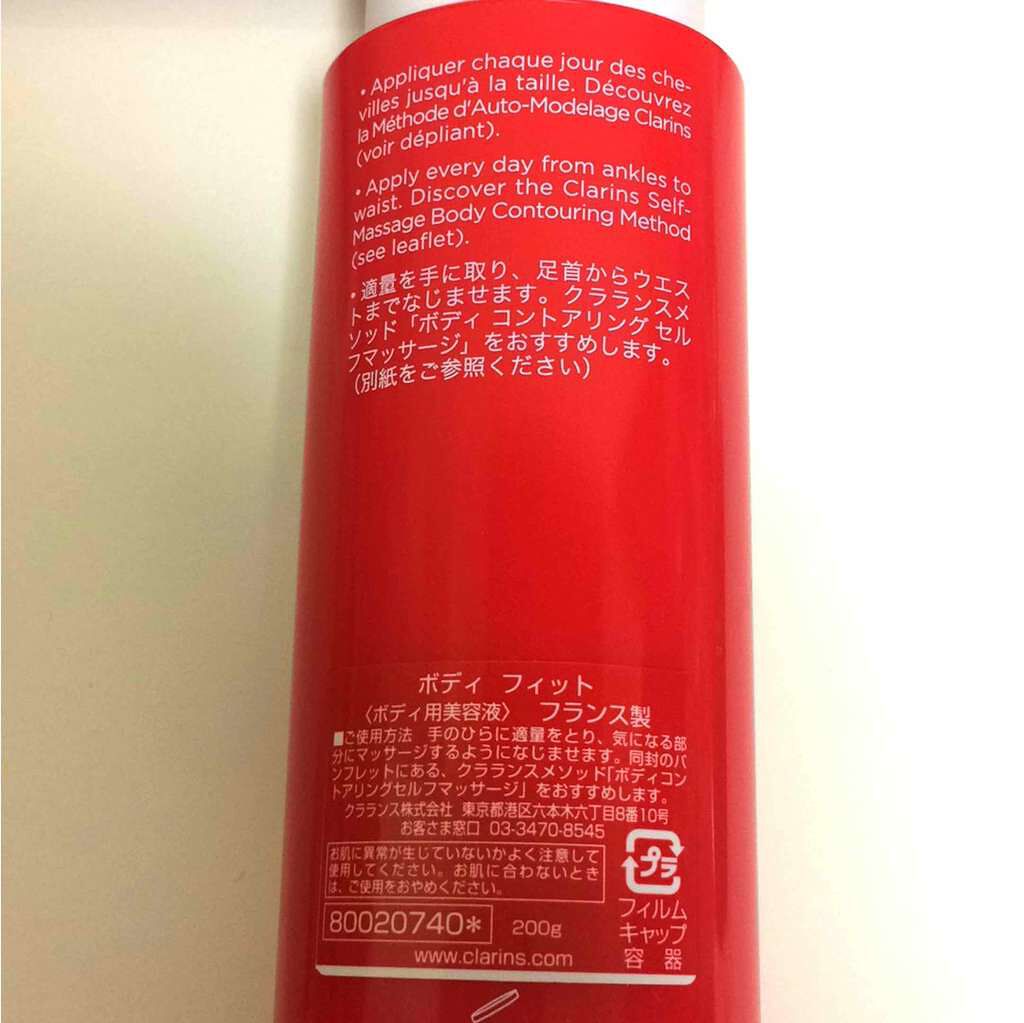 • Appliquer chaque jour des che-
villes jusqu'à la taille. Découvrez
la Méthode d'Auto-Modelage Clarins
(voir dépliant).
• Apply every day from ankles to
waist. Discover the Clarins Self-
Massage Body Contouring Method
(see leaflet).
・適量を手に取り、足首からウエス
トまでなじませます。クラランスメ
ソッド「ボディ コントアリング セル
フマッサージ」をおすすめします。
(別紙をご参照ください)
ボディ フィット
〈ボディ用美容液〉 フランス製
■ご使用方法 手のひらに適量をとり、気になる部
分にマッサージするようになじませます。同封のパ
ンフレットにある、クラランスメソッド「ボディコント
アリングセルフマッサージ」をおすすめします。
クラランス株式会社 東京都港区六本木六丁目8番10号
お客さま窓口 03-3470-8545
お肌に異常が生じていないかよく注意して
使用してください。お肌に合わないとき
は、ご使用をおやめください。
プラ
フィルム
キャップ
容器
80020740* 200g
www.clarins.com